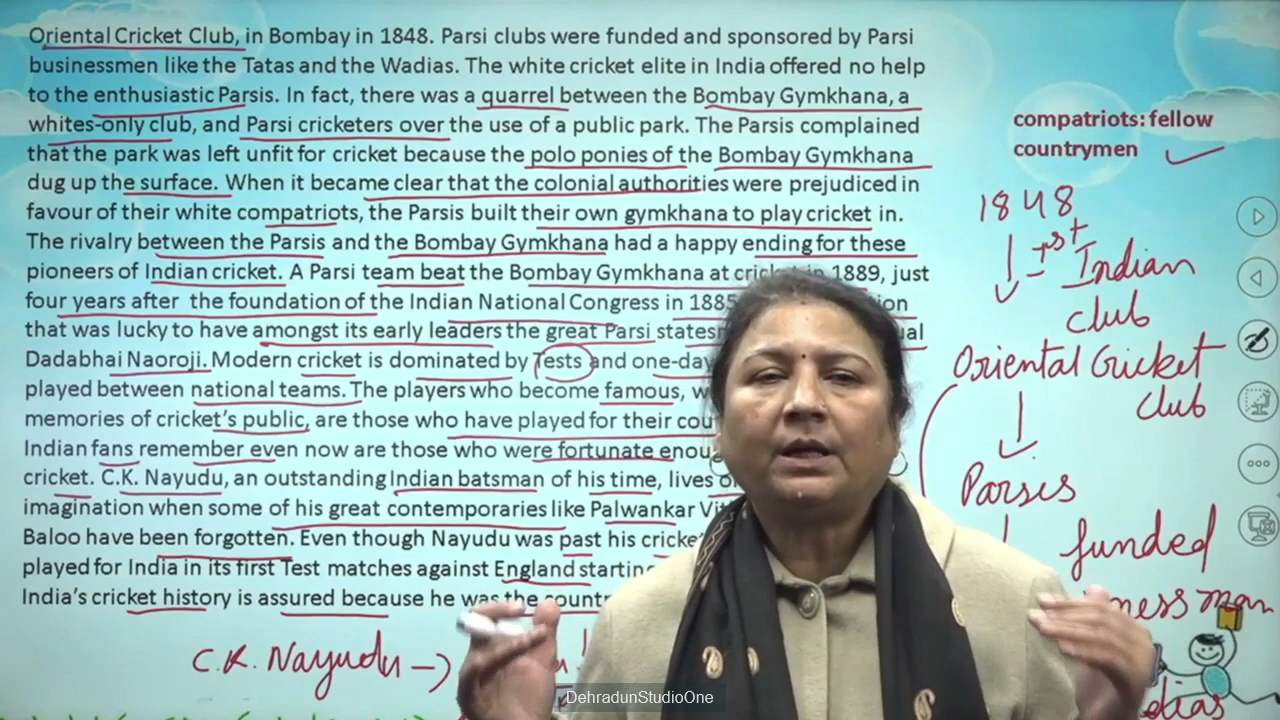 Oriental Cricket Club, in Bombay in 1848. Parsi clubs were funded and sponsored by Parsi
businessmen like the Tatas and the Wadias. The white cricket elite in India offered no help
to the enthusiastic Parsis. In fact, there was a quarrel between the Bombay Gymkhana, a
whites-only club, and Parsi cricketers over the use of a public park. The Parsis complained
that the park was left unfit for cricket because the polo ponies of the Bombay Gymkhana
dug up the surface. When it became clear that the colonial authorities were prejudiced in
favour of their white compatriots, the Parsis built their own gymkhana to play cricket in.
The rivalry between the Parsis and the Bombay Gymkhana had a happy ending for these
pioneers of Indian cricket. A Parsi team beat the Bombay Gymkhana at cricket in 1889, just
four years after the foundation of the Indian National Congress in 1885
that was lucky to have amongst its early leaders the great Parsi
Dadabhai Naoroji. Modern cricket is dominated by Tests and one-day
played between national teams. The players who become famous,
memories of cricket's public, are those who have played for their
Indian fans remember even now are those who were fortunate
cricket. C.K. Nayudu, an outstanding Indian batsman of his time, lives
imagination when some of his great contemporaries like Palwankar
Baloo have been forgotten. Even though Nayudu was past his
played for India in its first Test matches against England
India's cricket history is assured because he was the
compatriots: fellow
countrymen
1848
1st
Indian
club
Oriental Cricket
Club
Parsis
funded
C.K. Nayudu →
DehradunStudioOne